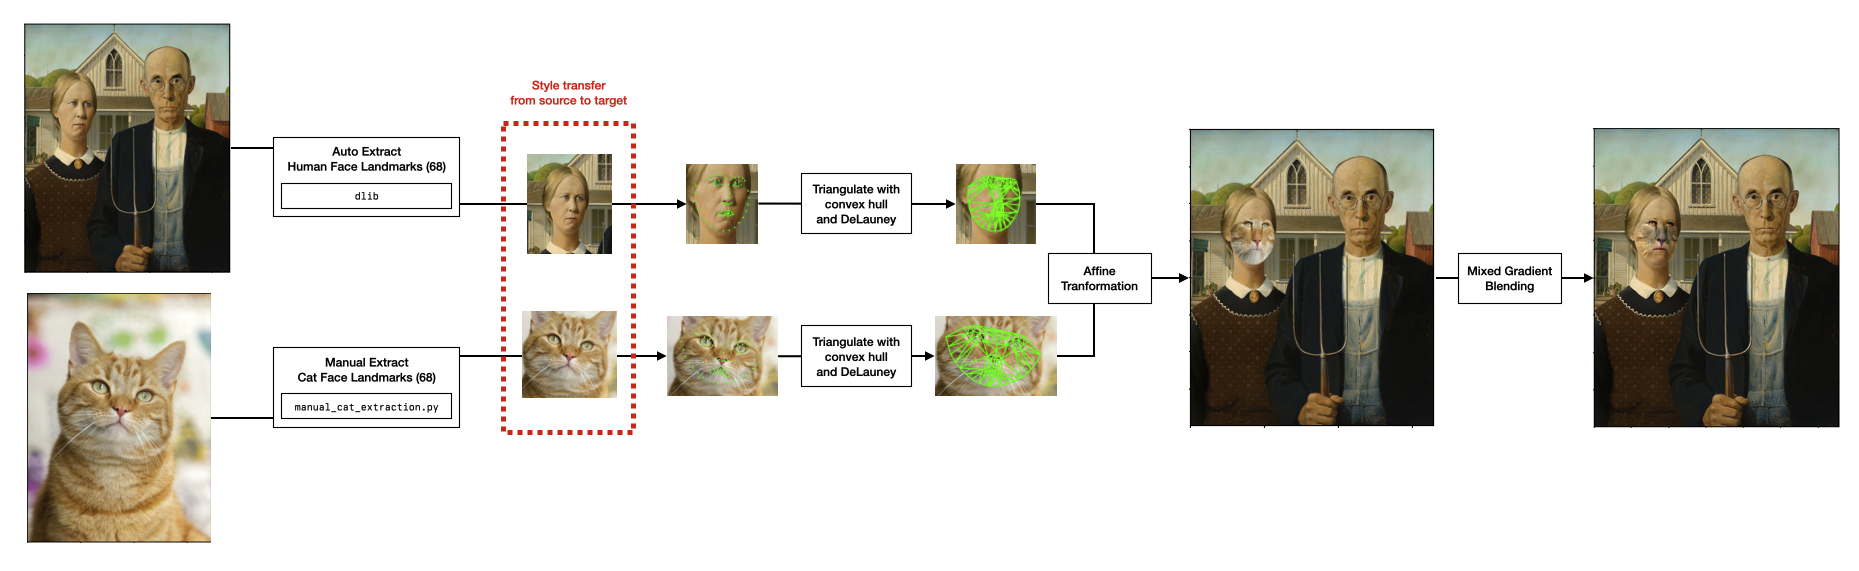 Style transfer
from source to target
Auto Extract
Human Face Landmarks (68)
dlib
Triangulate with
convex hull
and DeLauney
Affine
Tranformation
Mixed Gradient
Blending
Manual Extract
Cat Face Landmarks (68)
manual_cat_extraction.py
Triangulate with
convex hull
and DeLauney